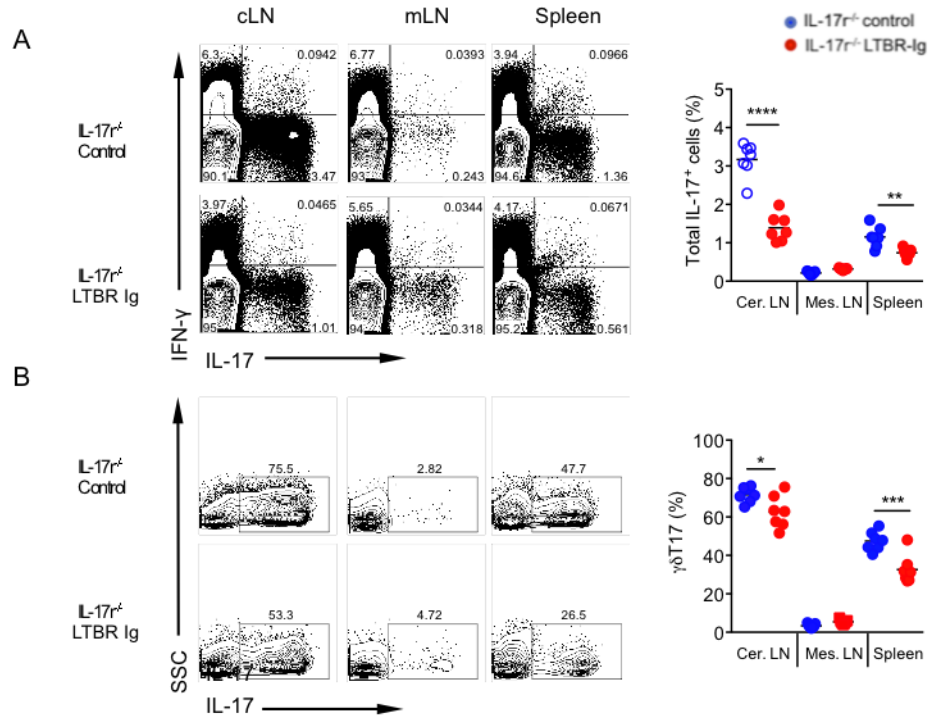 cLN mLN Spleen
IL-17r-/- control
IL-17r-/- LTBR-Ig
A
6.3 0.0942
90.1 3.47
6.77 0.0393
93 0.243
3.94 0.0966
94.6 1.36
IL-17r-/-
Control
3.97 0.0465
95 1.01
5.65 0.0344
94 0.318
4.17 0.0671
95.2 0.561
IL-17r-/-
LTBR Ig
IFN-γ
IL-17
Total IL-17+ cells (%)
5
4
3
2
1
0
****
**
Cer. LN Mes. LN Spleen
B
75.5 2.82 47.7
IL-17r-/-
Control
53.3 4.72 26.5
IL-17r-/-
LTBR Ig
SSC
IL-17
γδT17 (%)
100
80
60
40
20
0
*
***
Cer. LN Mes. LN Spleen